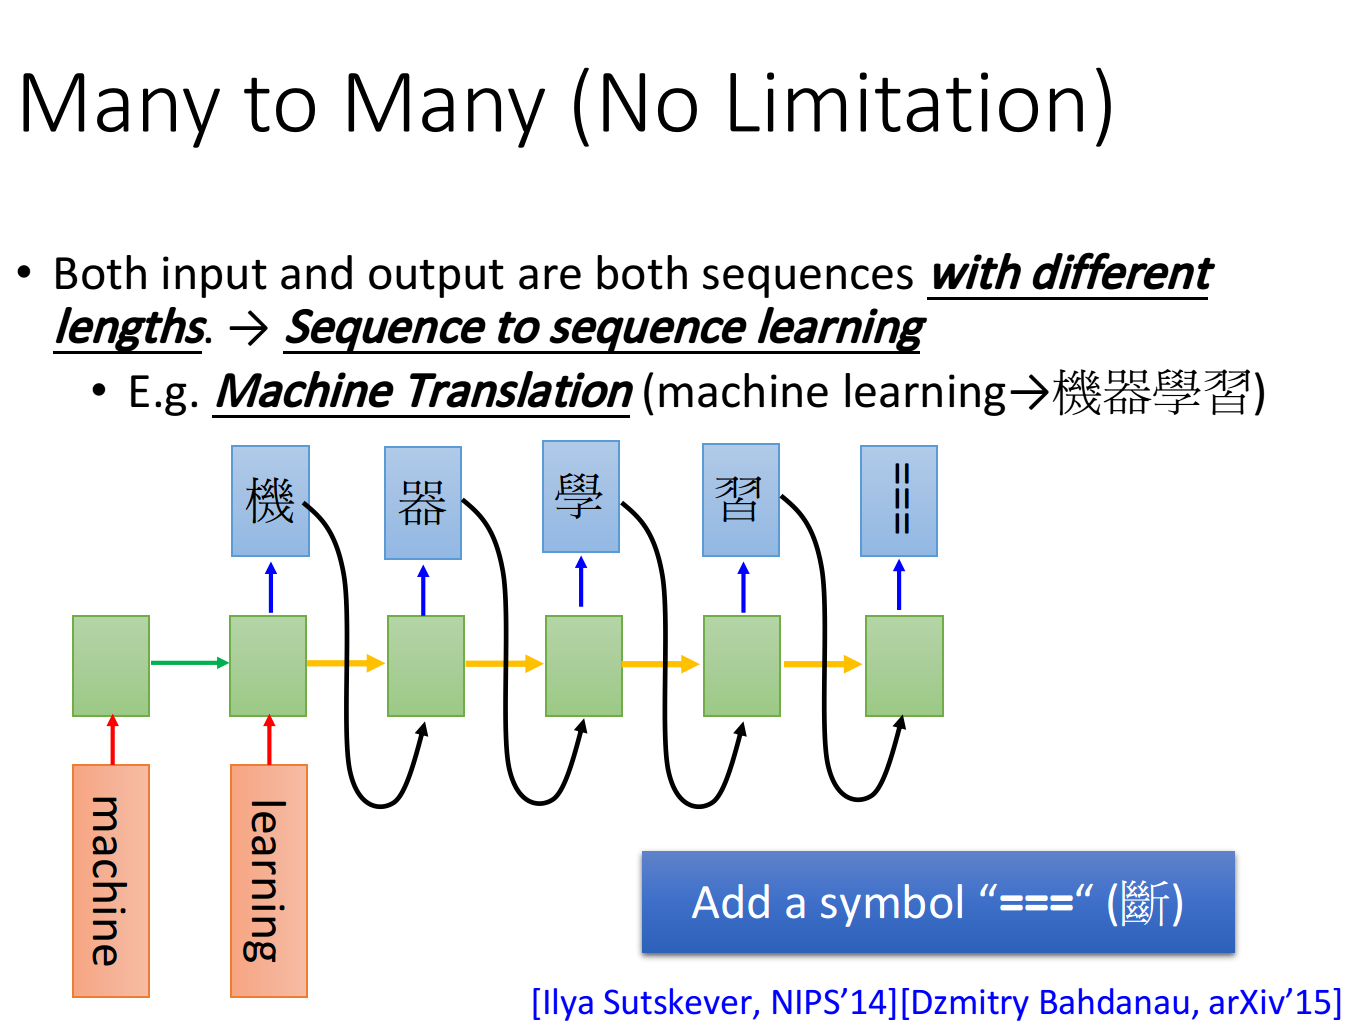 Many to Many (No Limitation)
• Both input and output are both sequences with different
lengths. → Sequence to sequence learning
• E.g. Machine Translation (machine learning→機器學習)
機
器
學
習
===
machine
learning
Add a symbol “===“ (斷)
[Ilya Sutskever, NIPS’14][Dzmitry Bahdanau, arXiv’15]